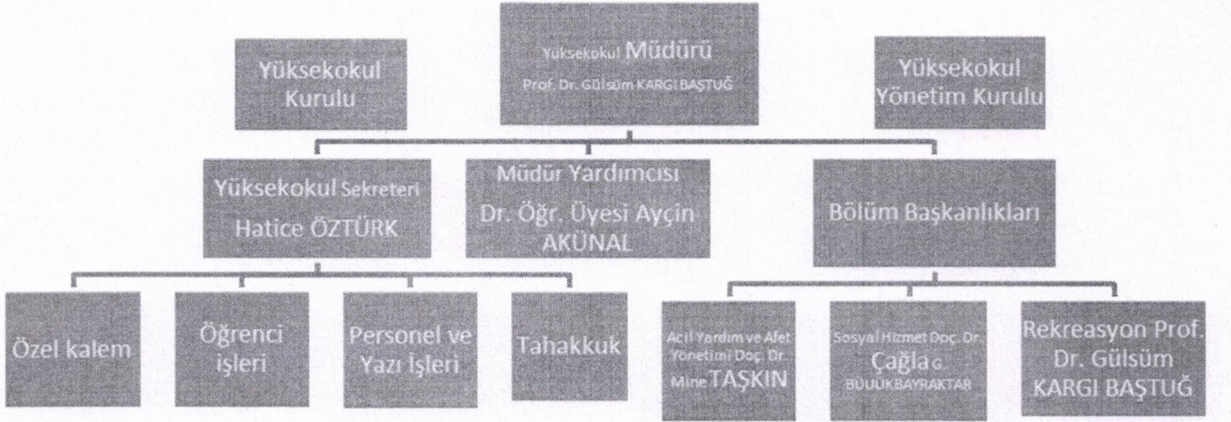 Yüksekokul
Kurulu
Yüksekokul Müdürü
Prof. Dr. Gülsüm KARGI BAŞTUĞ
Yüksekokul
Yönetim Kurulu
Yüksekokul Sekreteri
Hatice ÖZTÜRK
Müdür Yardımcısı
Dr. Öğr. Üyesi Ayçin
AKÜNAL
Bölüm Başkanlıkları
Özel kalem
Öğrenci
işleri
Personel ve
Yazı İşleri
Tahakkuk
Acil Yardım ve Afet
Yönetimi Doç. Dr.
Mine TAŞKIN
Sosyal Hizmet Doç. Dr.
Çağla G.
BÜÜÜKBAYRAKTAR
Rekreasyon Prof.
Dr. Gülsüm
KARGI BAŞTUĞ